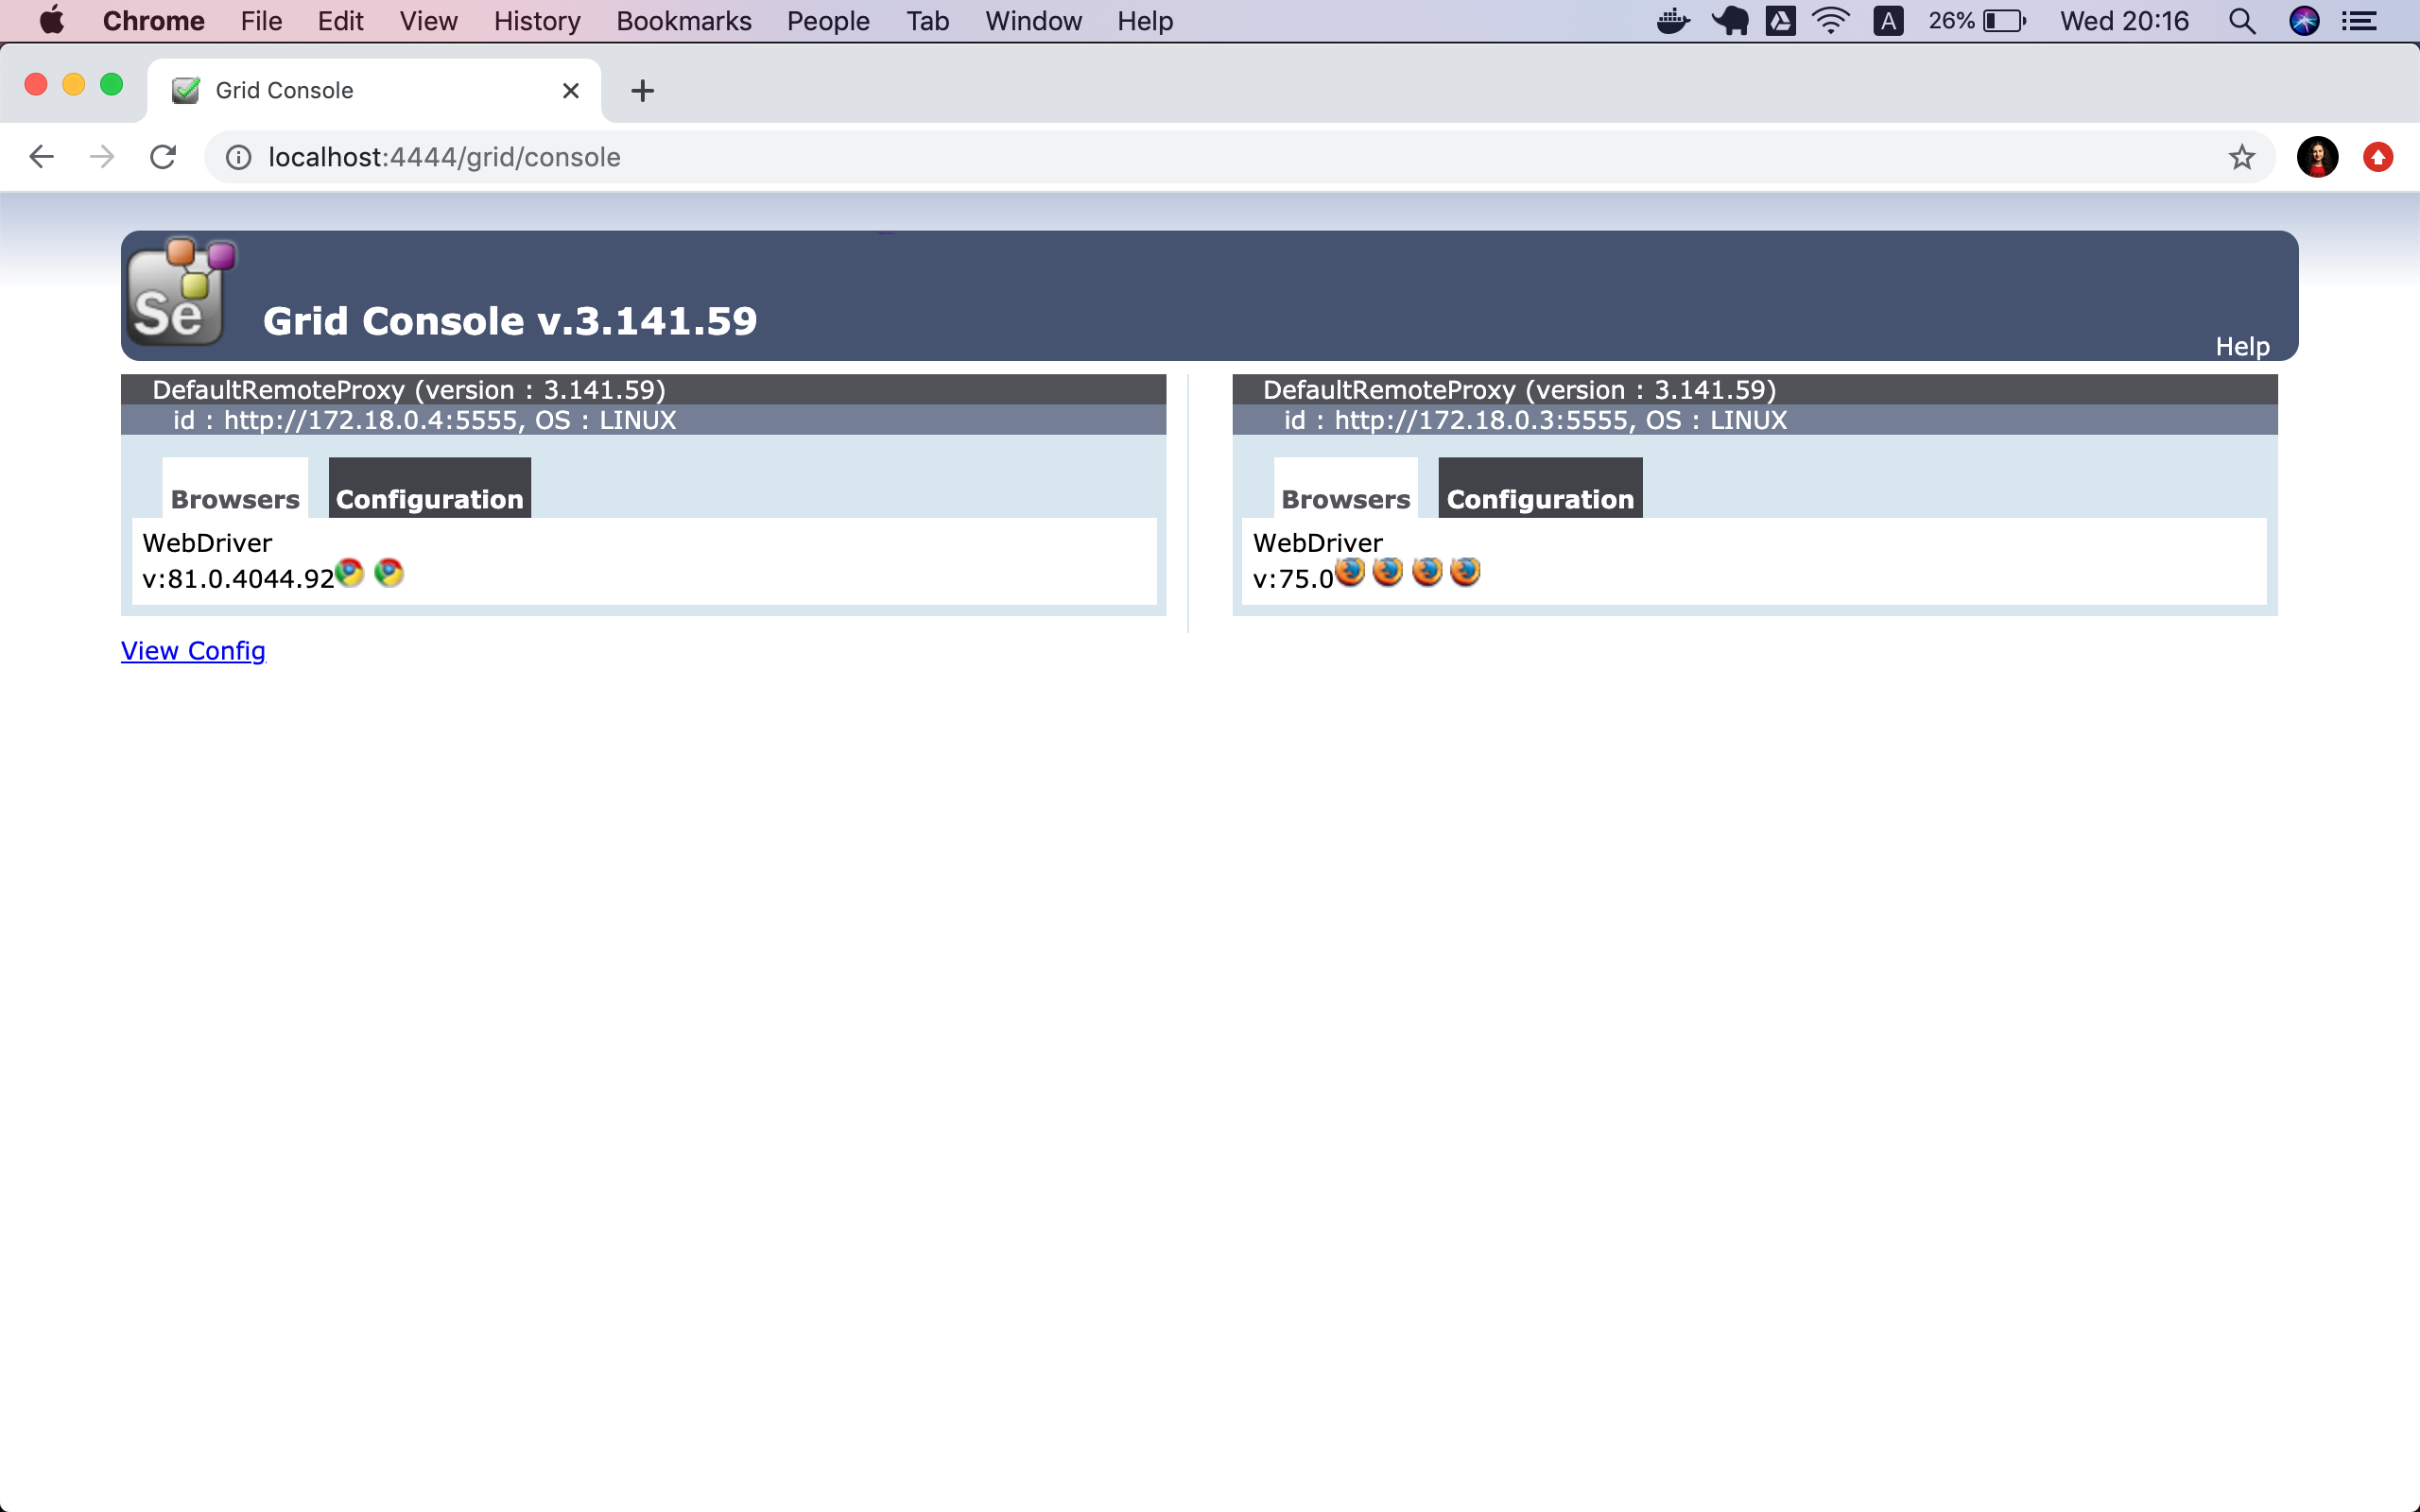 Chrome File Edit View History Bookmarks People Tab Window Help A 26% Wed 20:16
Grid Console
localhost:4444/grid/console
Se Grid Console v.3.141.59
Help
DefaultRemoteProxy (version : 3.141.59)
id : http://172.18.0.4:5555, OS : LINUX
Browsers Configuration
WebDriver
v:81.0.4044.92
DefaultRemoteProxy (version : 3.141.59)
id : http://172.18.0.3:5555, OS : LINUX
Browsers Configuration
WebDriver
v:75.0
View Config